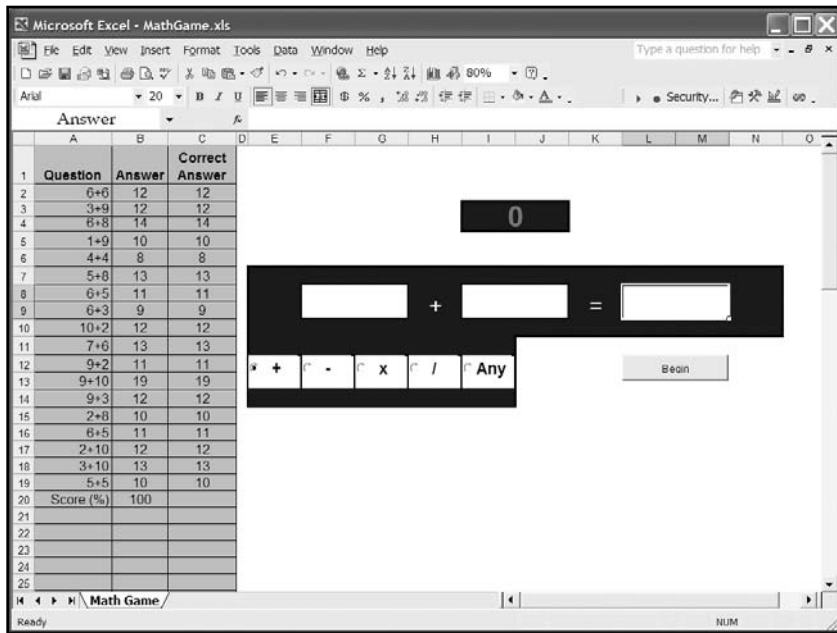 Microsoft Excel - MathGame.xls
File Edit View Insert Format Tools Data Window Help Type a question for help
80%
Arial 20 B I U $ % , Security...
Answer fx
A B C D E F G H I J K L M N O
1 Question Answer Correct Answer
2 6+6 12 12
3 3+9 12 12
4 6+8 14 14
5 1+9 10 10
6 4+4 8 8
7 5+8 13 13
8 6+5 11 11
9 6+3 9 9
10 10+2 12 12
11 7+6 13 13
12 9+2 11 11
13 9+10 19 19
14 9+3 12 12
15 2+8 10 10
16 6+5 11 11
17 2+10 12 12
18 3+10 13 13
19 5+5 10 10
20 Score (%) 100
21
22
23
24
25
0
+ =
+ - x / Any
Begin
Math Game
Ready NUM